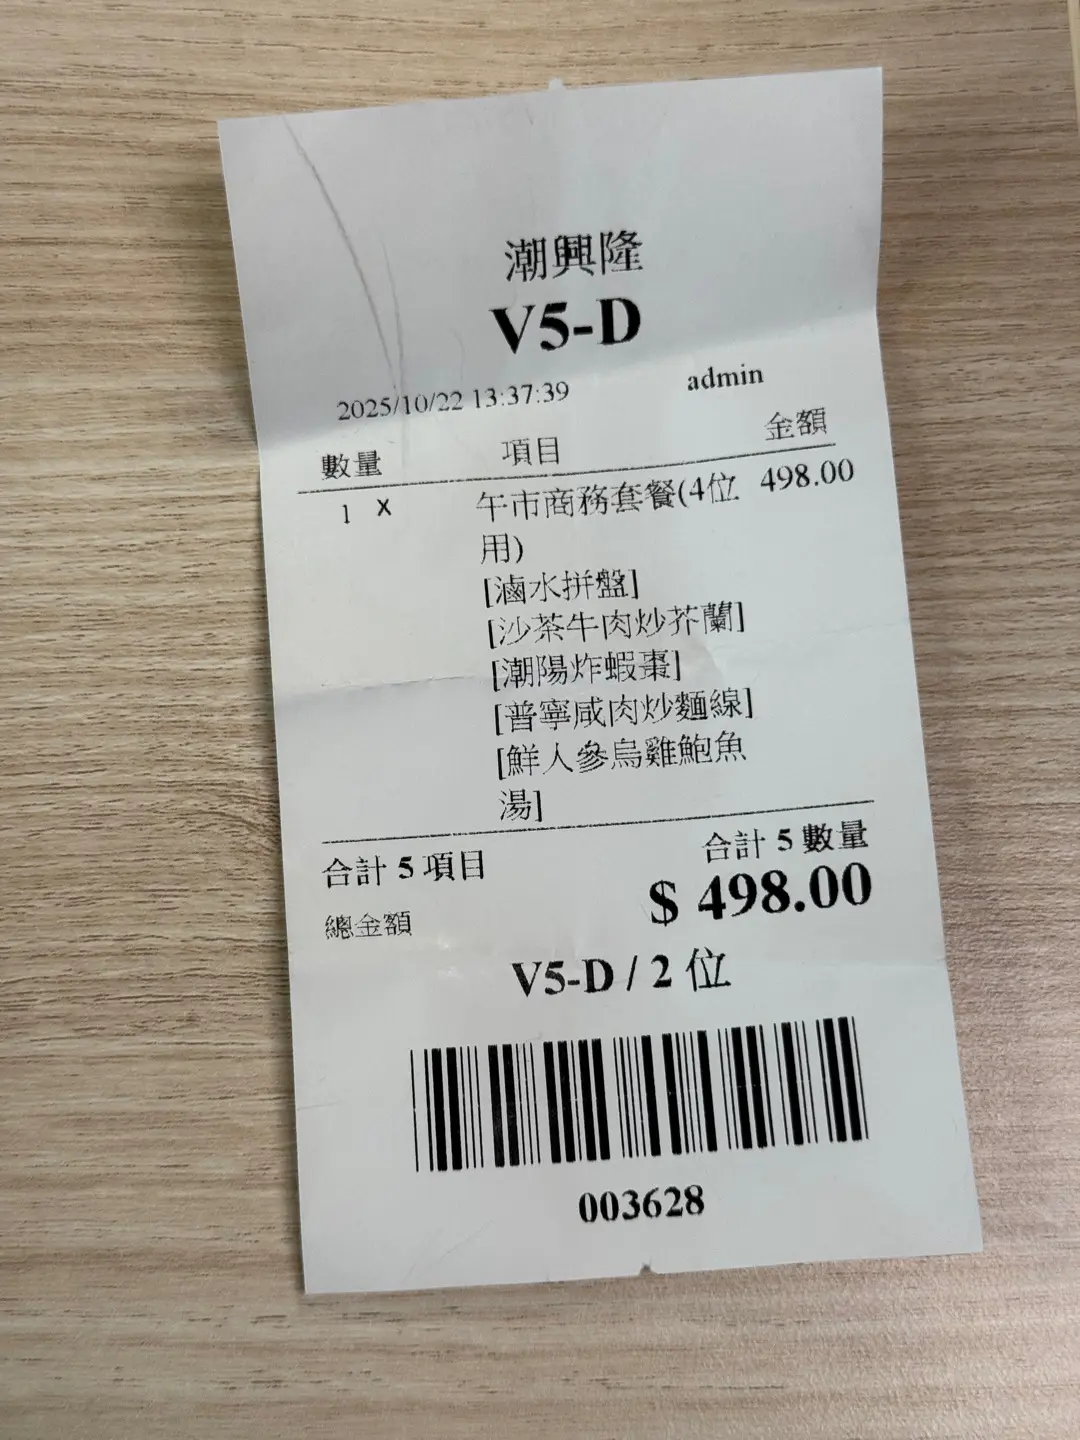 潮興隆
V5-D
2025/10/22 13:37:39 admin
數量 項目 金額
1 X 午市商務套餐(4位 498.00
用)
[滷水拼盤]
[沙茶牛肉炒芥蘭]
[潮陽炸蝦棗]
[普寧咸肉炒麵線]
[鮮人參烏雞鮑魚
湯]
合計 5 項目 合計 5 數量
總金額 $ 498.00
V5-D / 2 位
003628